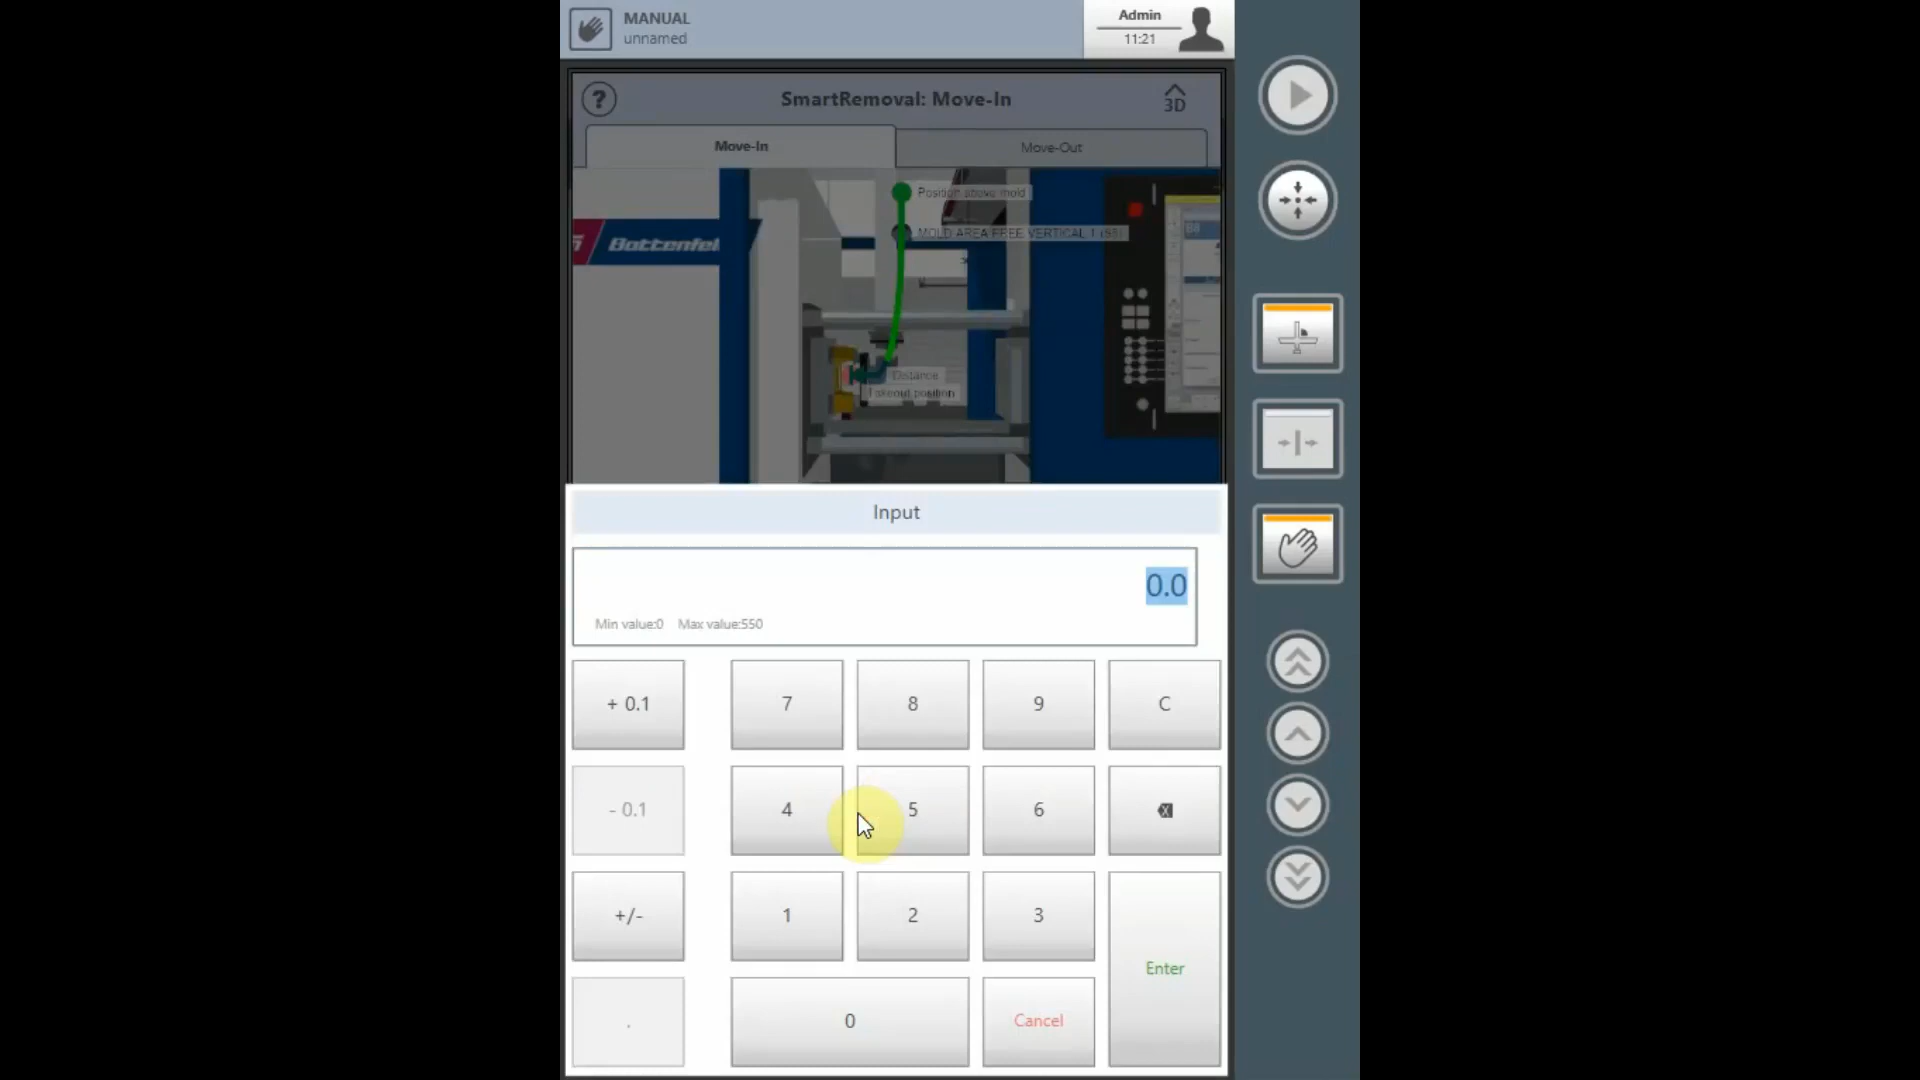 MANUAL
unnamed
Admin
11:21
?
SmartRemoval: Move-In
3D
Move-In
Move-Out
Position above mold
MOLD AREA FREE VERTICAL 1
Battenfel
Distance
Takeout position
Input
0.0
Min value:0 Max value:550
+ 0.1
7
8
9
C
- 0.1
4
5
6
X
+/-
1
2
3
Enter
.
0
Cancel